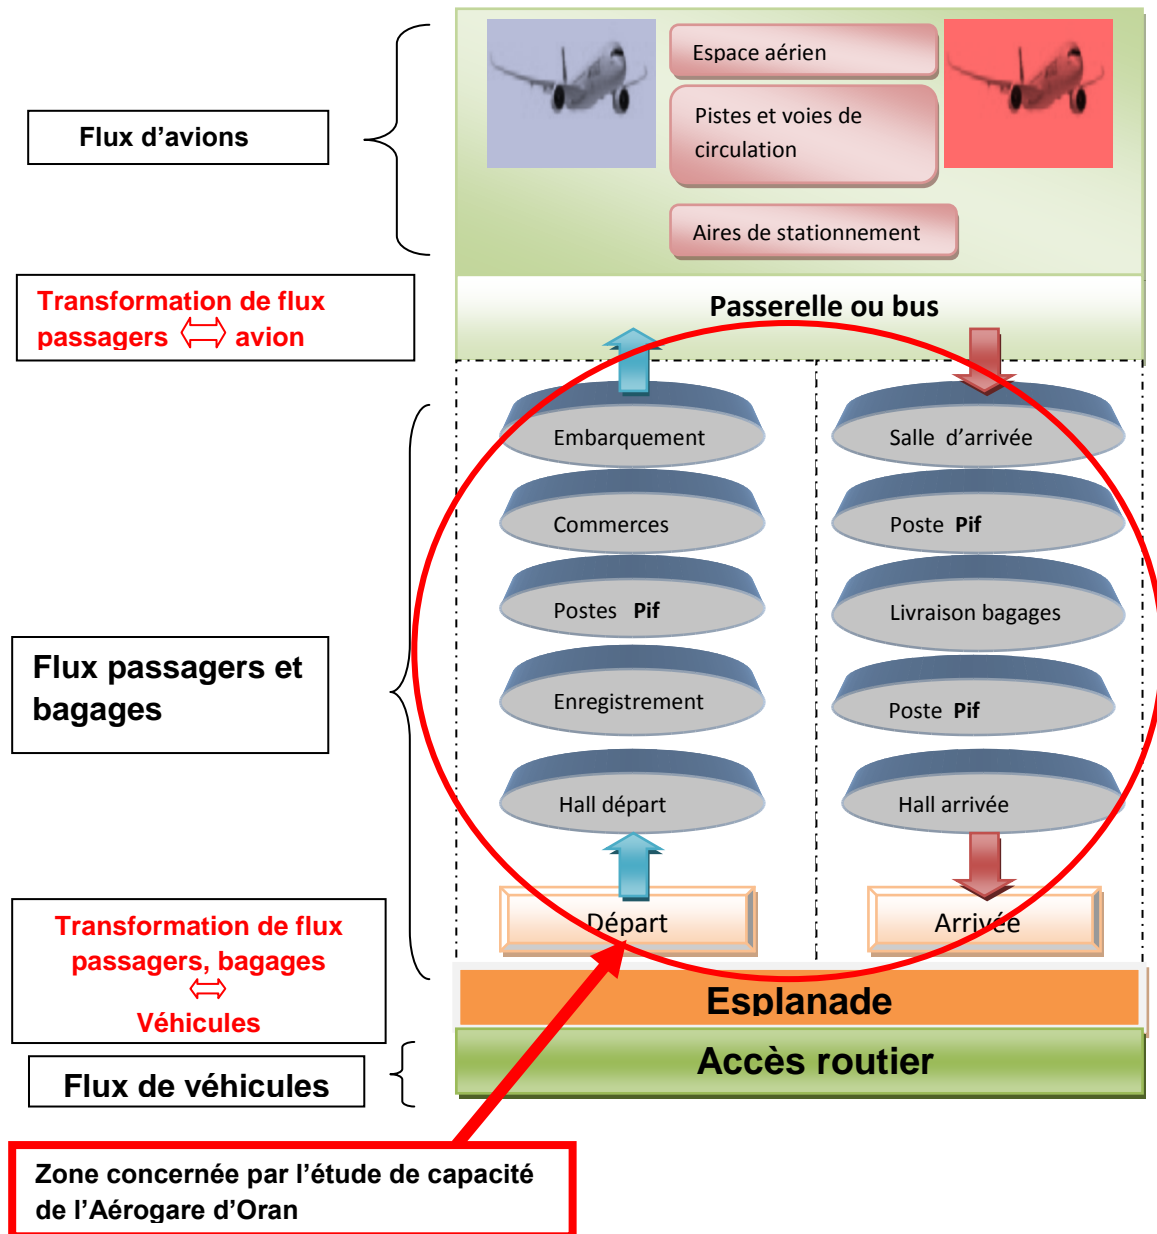 Espace aérien
Flux d’avions
Pistes et voies de
circulation
Aires de stationnement
Transformation de flux
passagers avion
Passerelle ou bus
Embarquement
Salle d’arrivée
Commerces
Poste Pif
Postes Pif
Livraison bagages
Flux passagers et
bagages
Enregistrement
Poste Pif
Hall départ
Hall arrivée
Départ
Arrivée
Transformation de flux
passagers, bagages
Véhicules
Esplanade
Accès routier
Flux de véhicules
Zone concernée par l’étude de capacité
de l’Aérogare d’Oran